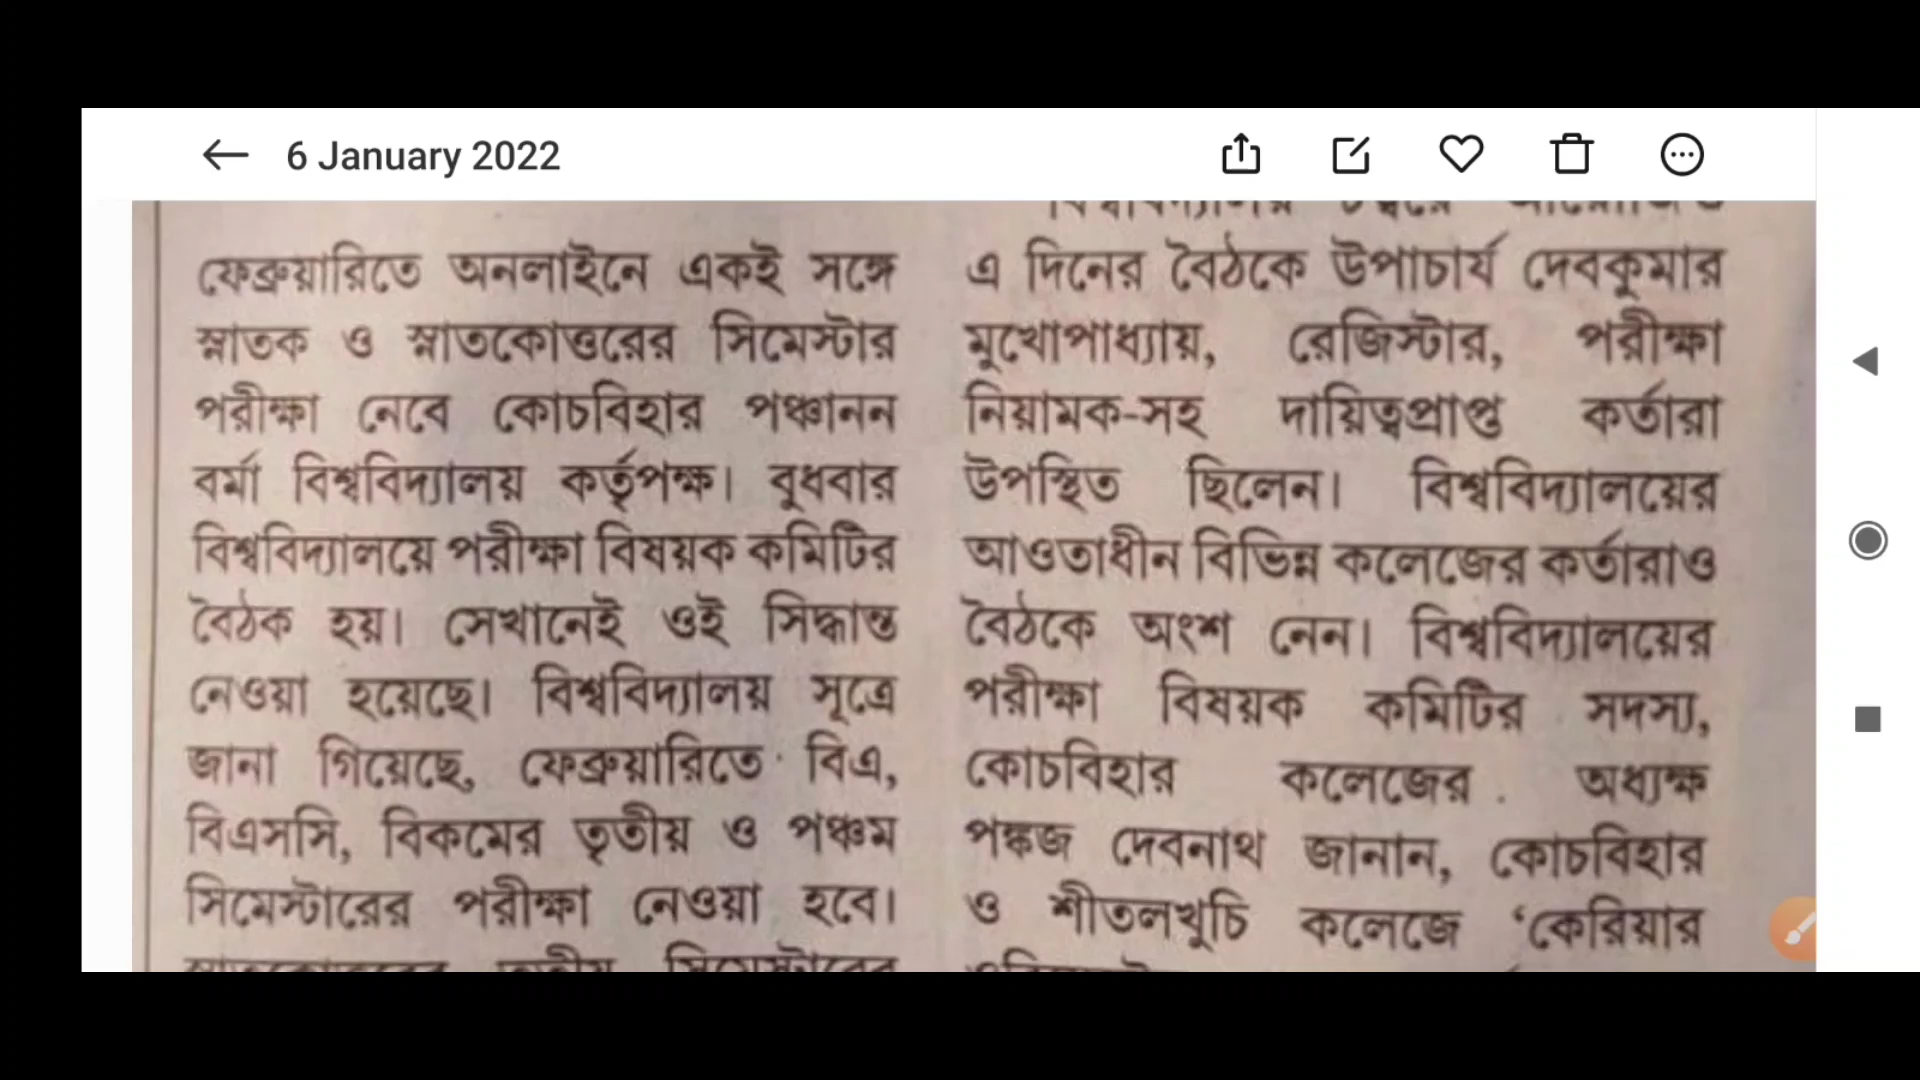 6 January 2022
ফেব্রুয়ারিতে অনলাইনে একই সঙ্গে
স্নাতক ও স্নাতকোত্তরের সিমেস্টার
পরীক্ষা নেবে কোচবিহার পঞ্চানন
বর্মা বিশ্ববিদ্যালয় কর্তৃপক্ষ। বুধবার
বিশ্ববিদ্যালয়ে পরীক্ষা বিষয়ক কমিটির
বৈঠক হয়। সেখানেই ওই সিদ্ধান্ত
নেওয়া হয়েছে। বিশ্ববিদ্যালয় সূত্রে
জানা গিয়েছে, ফেব্রুয়ারিতে বিএ,
বিএসসি, বিকমের তৃতীয় ও পঞ্চম
সিমেস্টারের পরীক্ষা নেওয়া হবে।
স্নাতকোত্তরের তৃতীয় সিমেস্টারের
এ দিনের বৈঠকে উপাচার্য দেবকুমার
মুখোপাধ্যায়, রেজিস্টার, পরীক্ষা
নিয়ামক-সহ দায়িত্বপ্রাপ্ত কর্তারা
উপস্থিত ছিলেন। বিশ্ববিদ্যালয়ের
আওতাধীন বিভিন্ন কলেজের কর্তারাও
বৈঠকে অংশ নেন। বিশ্ববিদ্যালয়ের
পরীক্ষা বিষয়ক কমিটির সদস্য,
কোচবিহার কলেজের অধ্যক্ষ
পঙ্কজ দেবনাথ জানান, কোচবিহার
ও শীতলখুচি কলেজে ‘কেরিয়ার